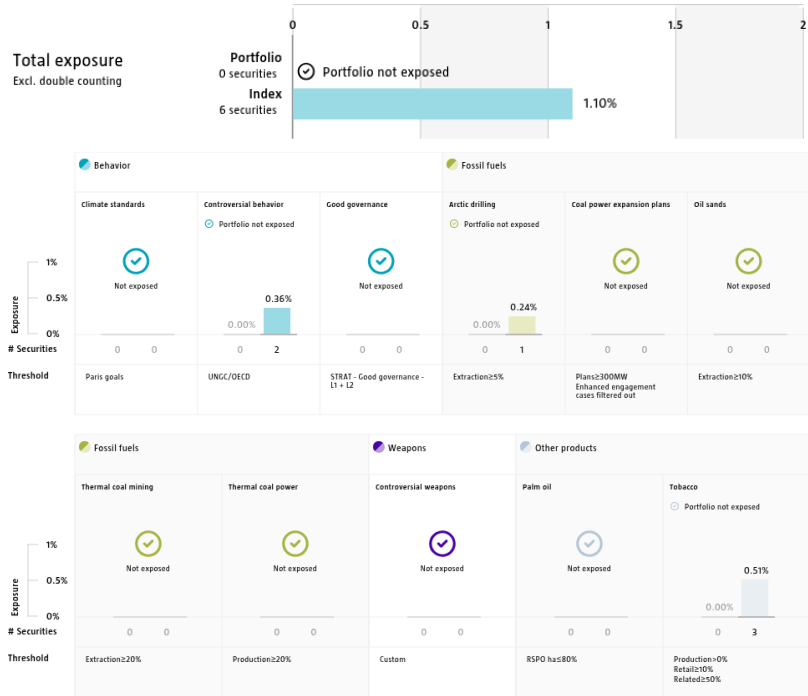 0 0.5 1 1.5 2
Total exposure
Excl. double counting
Portfolio
0 securities
Portfolio not exposed
Index
6 securities
1.10%
Behavior
Fossil fuels
Climate standards
Controversial behavior
Good governance
Arctic drilling
Coal power expansion plans
Oil sands
Portfolio not exposed
Portfolio not exposed
Exposure
1%
0.5%
0%
Not exposed
0.00%
0.36%
Not exposed
0.00%
0.24%
Not exposed
Not exposed
# Securities
0 0
0 2
0 0
0 1
0 0
0 0
Threshold
Paris goals
UNGC/OECD
STRAT - Good governance -
L1 + L2
Extraction≥5%
Plans≥300MW
Enhanced engagement
cases filtered out
Extraction≥10%
Fossil fuels
Weapons
Other products
Thermal coal mining
Thermal coal power
Controversial weapons
Palm oil
Tobacco
Portfolio not exposed
Exposure
1%
0.5%
0%
Not exposed
Not exposed
Not exposed
Not exposed
0.00%
0.51%
# Securities
0 0
0 0
0 0
0 0
0 3
Threshold
Extraction≥20%
Production≥20%
Custom
RSPO ha≤80%
Production>0%
Retail≥10%
Related≥50%